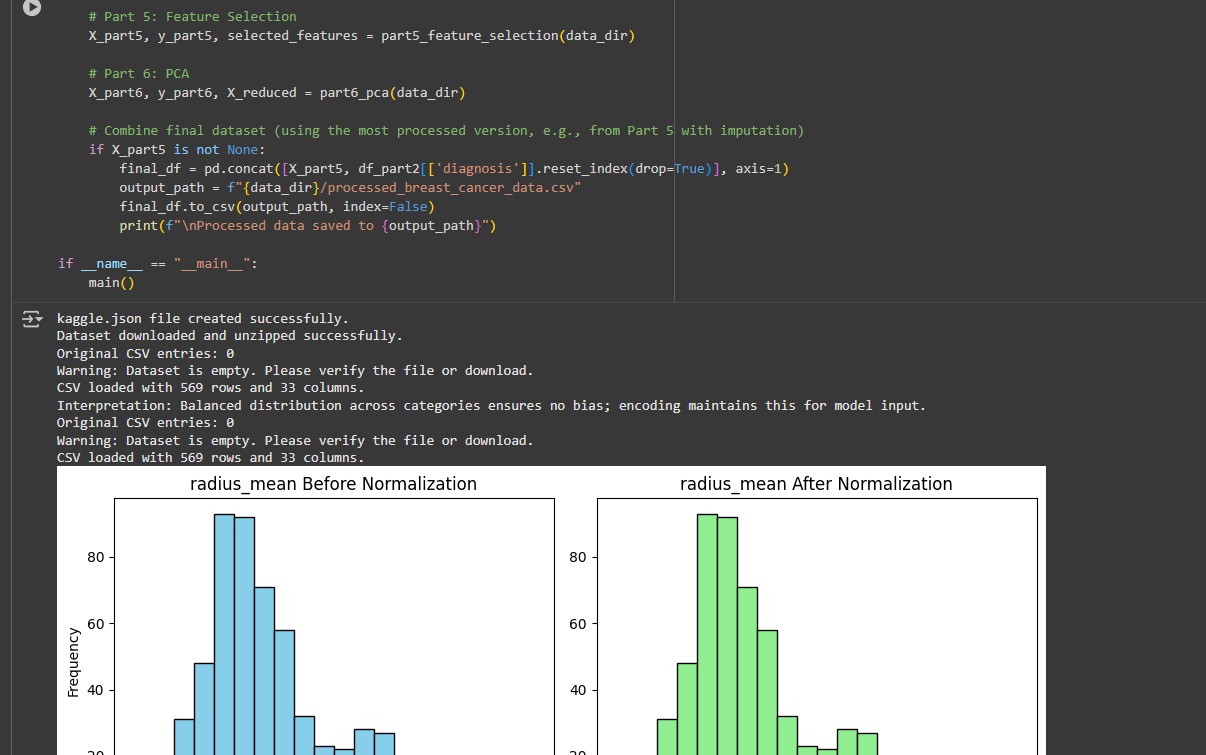 # Part 5: Feature Selection
X_part5, y_part5, selected_features = part5_feature_selection(data_dir)
# Part 6: PCA
X_part6, y_part6, X_reduced = part6_pca(data_dir)
# Combine final dataset (using the most processed version, e.g., from Part 5 with imputation)
if X_part5 is not None:
final_df = pd.concat([X_part5, df_part2[['diagnosis']].reset_index(drop=True)], axis=1)
output_path = f"{data_dir}/processed_breast_cancer_data.csv"
final_df.to_csv(output_path, index=False)
print(f"\nProcessed data saved to {output_path}")
if __name__ == "__main__":
main()
kaggle.json file created successfully.
Dataset downloaded and unzipped successfully.
Original CSV entries: 0
Warning: Dataset is empty. Please verify the file or download.
CSV loaded with 569 rows and 33 columns.
Interpretation: Balanced distribution across categories ensures no bias; encoding maintains this for model input.
Original CSV entries: 0
Warning: Dataset is empty. Please verify the file or download.
CSV loaded with 569 rows and 33 columns.
radius_mean Before Normalization
radius_mean After Normalization
80
60
40
20
Frequency
80
60
40
20